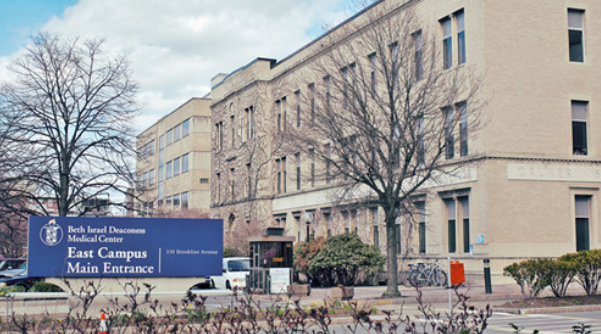 Beth Israel Deaconess
Medical Center
East Campus
Main Entrance
330 Brookline Avenue